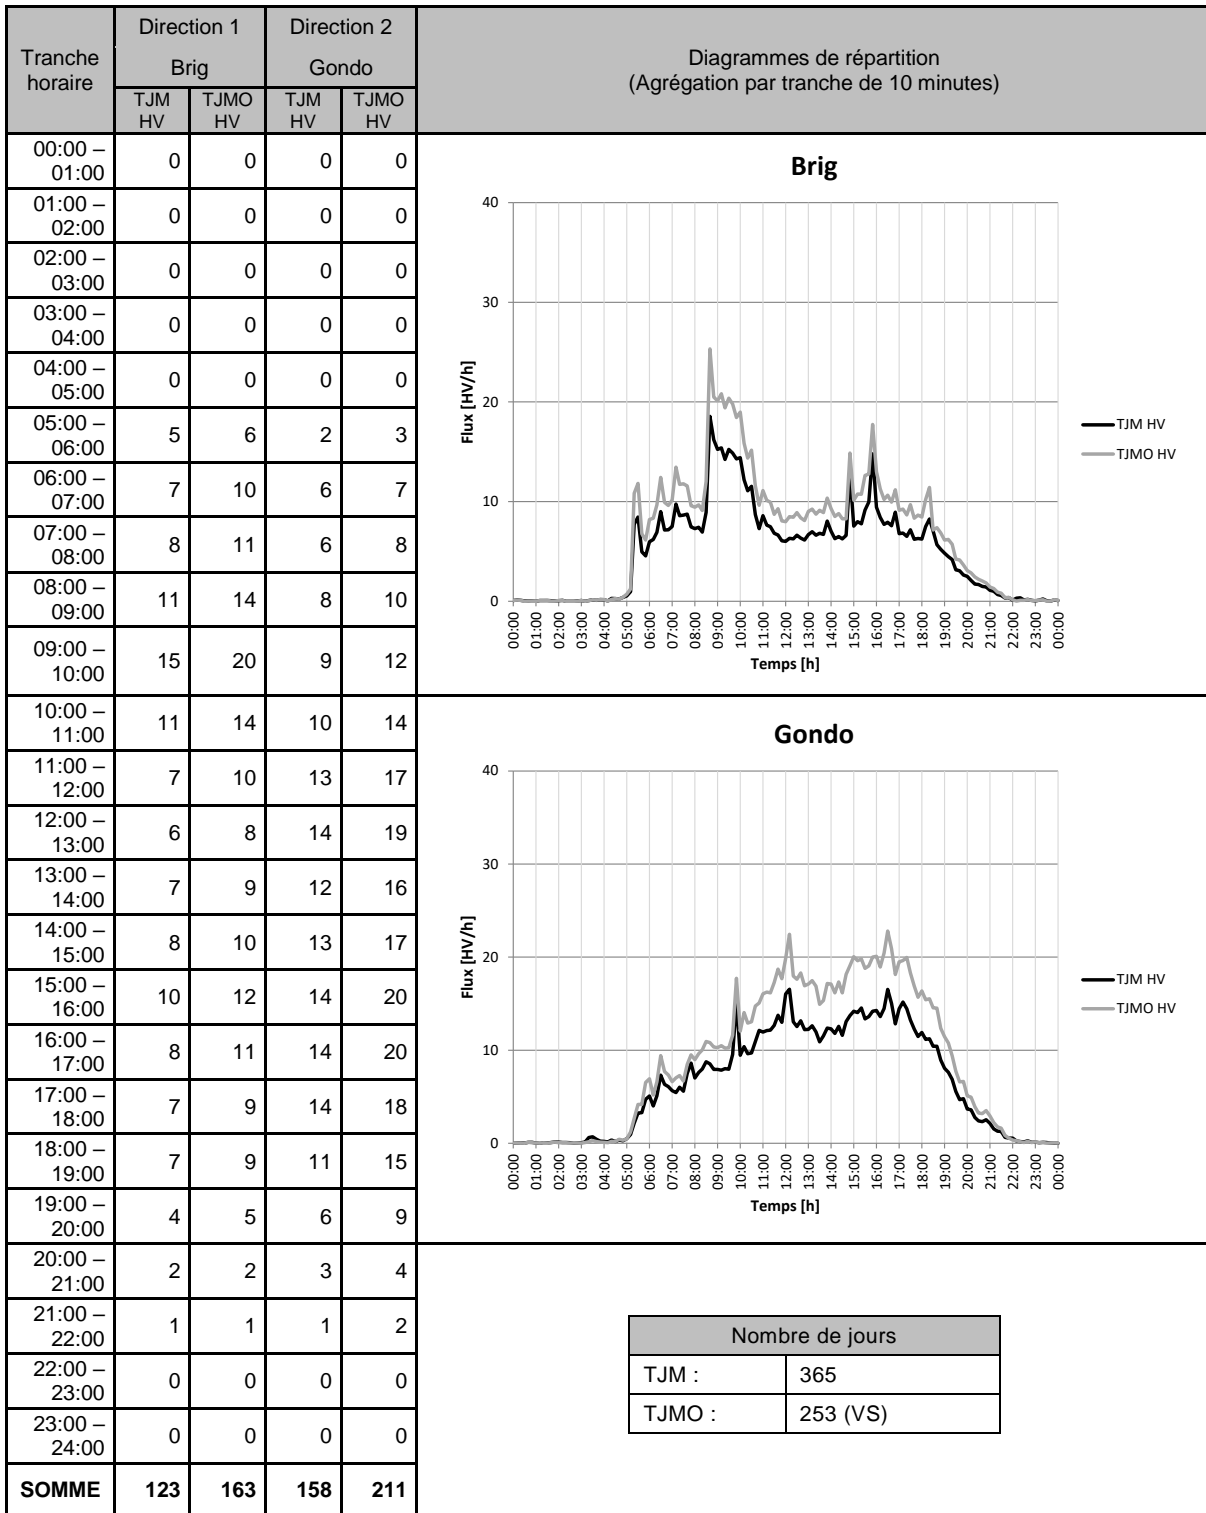 Tranche horaire
Direction 1
Direction 2
Brig
Gondo
TJM HV
TJMO HV
TJM HV
TJMO HV
Diagrammes de répartition
(Agrégation par tranche de 10 minutes)
00:00 – 01:00 0 0 0 0
01:00 – 02:00 0 0 0 0
02:00 – 03:00 0 0 0 0
03:00 – 04:00 0 0 0 0
04:00 – 05:00 0 0 0 0
05:00 – 06:00 5 6 2 3
06:00 – 07:00 7 10 6 7
07:00 – 08:00 8 11 6 8
08:00 – 09:00 11 14 8 10
09:00 – 10:00 15 20 9 12
10:00 – 11:00 11 14 10 14
11:00 – 12:00 7 10 13 17
12:00 – 13:00 6 8 14 19
13:00 – 14:00 7 9 12 16
14:00 – 15:00 8 10 13 17
15:00 – 16:00 10 12 14 20
16:00 – 17:00 8 11 14 20
17:00 – 18:00 7 9 14 18
18:00 – 19:00 7 9 11 15
19:00 – 20:00 4 5 6 9
20:00 – 21:00 2 2 3 4
21:00 – 22:00 1 1 1 2
22:00 – 23:00 0 0 0 0
23:00 – 24:00 0 0 0 0
SOMME 123 163 158 211
Brig
40
30
20
10
0
Flux [HV/h]
00:00 01:00 02:00 03:00 04:00 05:00 06:00 07:00 08:00 09:00 10:00 11:00 12:00 13:00 14:00 15:00 16:00 17:00 18:00 19:00 20:00 21:00 22:00 23:00 00:00
Temps [h]
TJM HV
TJMO HV
Gondo
40
30
20
10
0
Flux [HV/h]
00:00 01:00 02:00 03:00 04:00 05:00 06:00 07:00 08:00 09:00 10:00 11:00 12:00 13:00 14:00 15:00 16:00 17:00 18:00 19:00 20:00 21:00 22:00 23:00 00:00
Temps [h]
TJM HV
TJMO HV
Nombre de jours
TJM : 365
TJMO : 253 (VS)